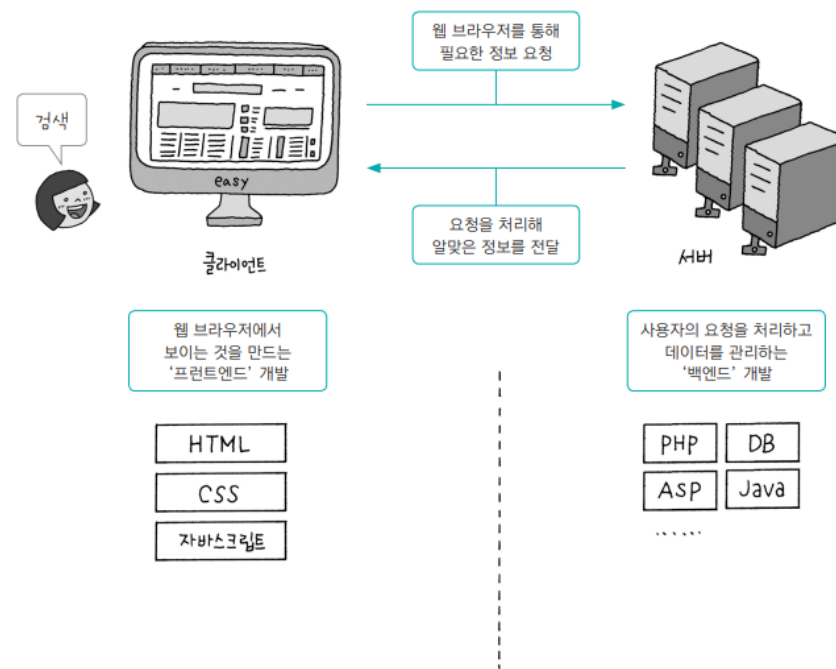 웹 브라우저를 통해
필요한 정보 요청
검색
easy
요청을 처리해
알맞은 정보를 전달
클라이언트
서버
웹 브라우저에서
보이는 것을 만드는
‘프런트엔드’ 개발
사용자의 요청을 처리하고
데이터를 관리하는
‘백엔드’ 개발
HTML
CSS
자바스크립트
PHP
DB
ASP
Java
......